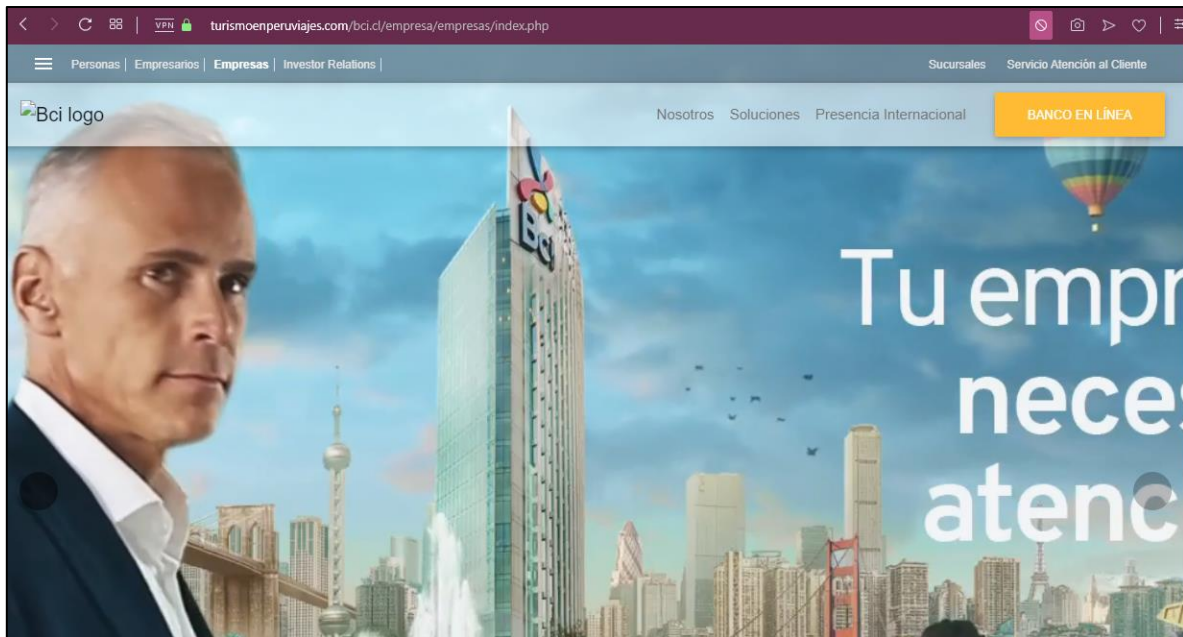 VPN turismoenperuviajes.com/bci.cl/empresa/empresas/index.php
Personas | Empresarios | Empresas | Investor Relations | Sucursales Servicio Atención al Cliente
Bci logo Nosotros Soluciones Presencia Internacional BANCO EN LÍNEA
Bci
Tu empr
neces
atenc